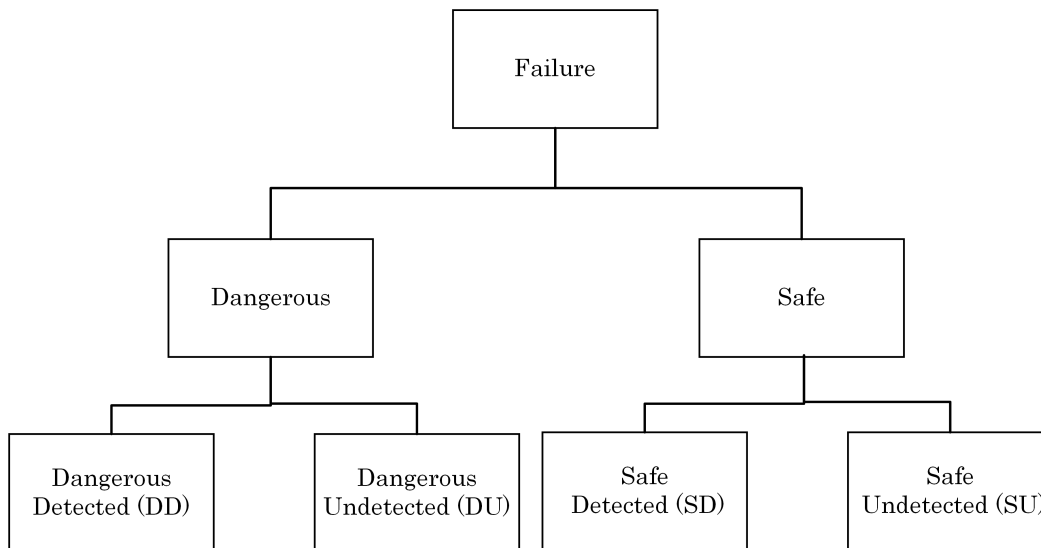 Failure
Dangerous
Safe
Dangerous
Detected (DD)
Dangerous
Undetected (DU)
Safe
Detected (SD)
Safe
Undetected (SU)